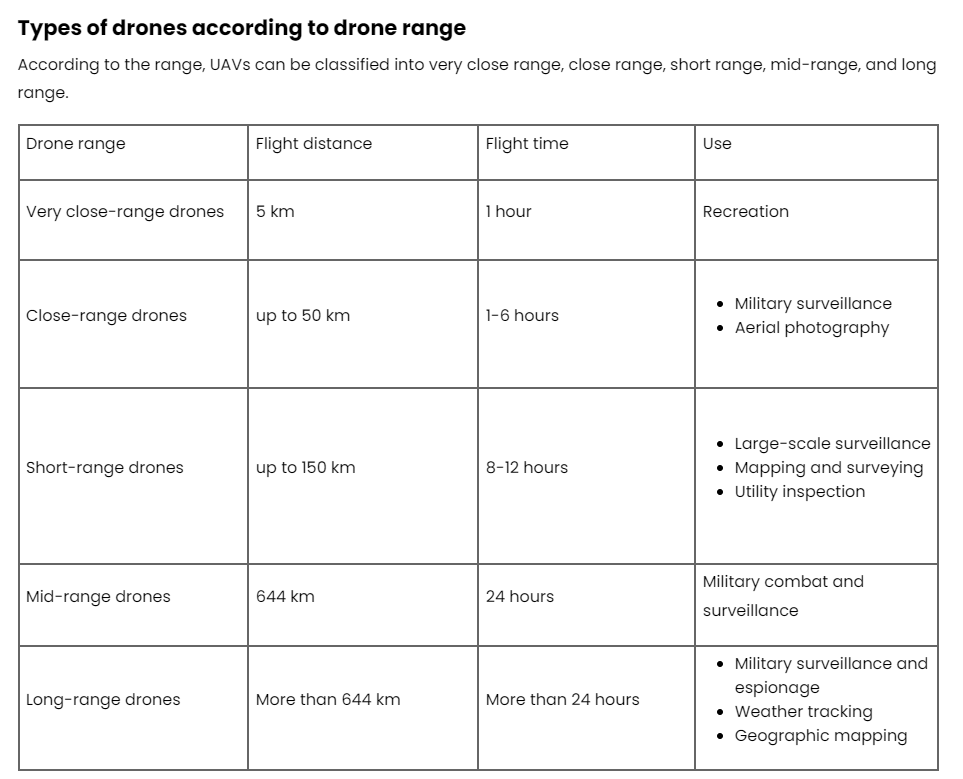 Types of drones according to drone range
According to the range, UAVs can be classified into very close range, close range, short range, mid-range, and long
range.
Drone range Flight distance Flight time Use
Very close-range drones 5 km 1 hour Recreation
Close-range drones up to 50 km 1-6 hours
• Military surveillance
• Aerial photography
Short-range drones up to 150 km 8-12 hours
• Large-scale surveillance
• Mapping and surveying
• Utility inspection
Mid-range drones 644 km 24 hours
Military combat and
surveillance
Long-range drones More than 644 km More than 24 hours
• Military surveillance and
espionage
• Weather tracking
• Geographic mapping